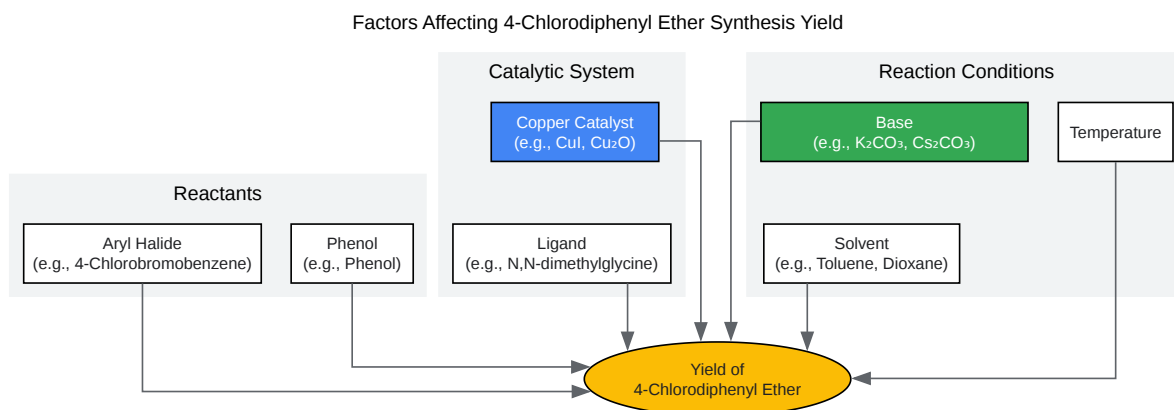 Factors Affecting 4-Chlorodiphenyl Ether Synthesis Yield
Catalytic System
Reaction Conditions
Copper Catalyst
(e.g., CuI, Cu₂O)
Base
(e.g., K₂CO₃, Cs₂CO₃)
Temperature
Reactants
Aryl Halide
(e.g., 4-Chlorobromobenzene)
Phenol
(e.g., Phenol)
Ligand
(e.g., N,N-dimethylglycine)
Solvent
(e.g., Toluene, Dioxane)
Yield of
4-Chlorodiphenyl Ether